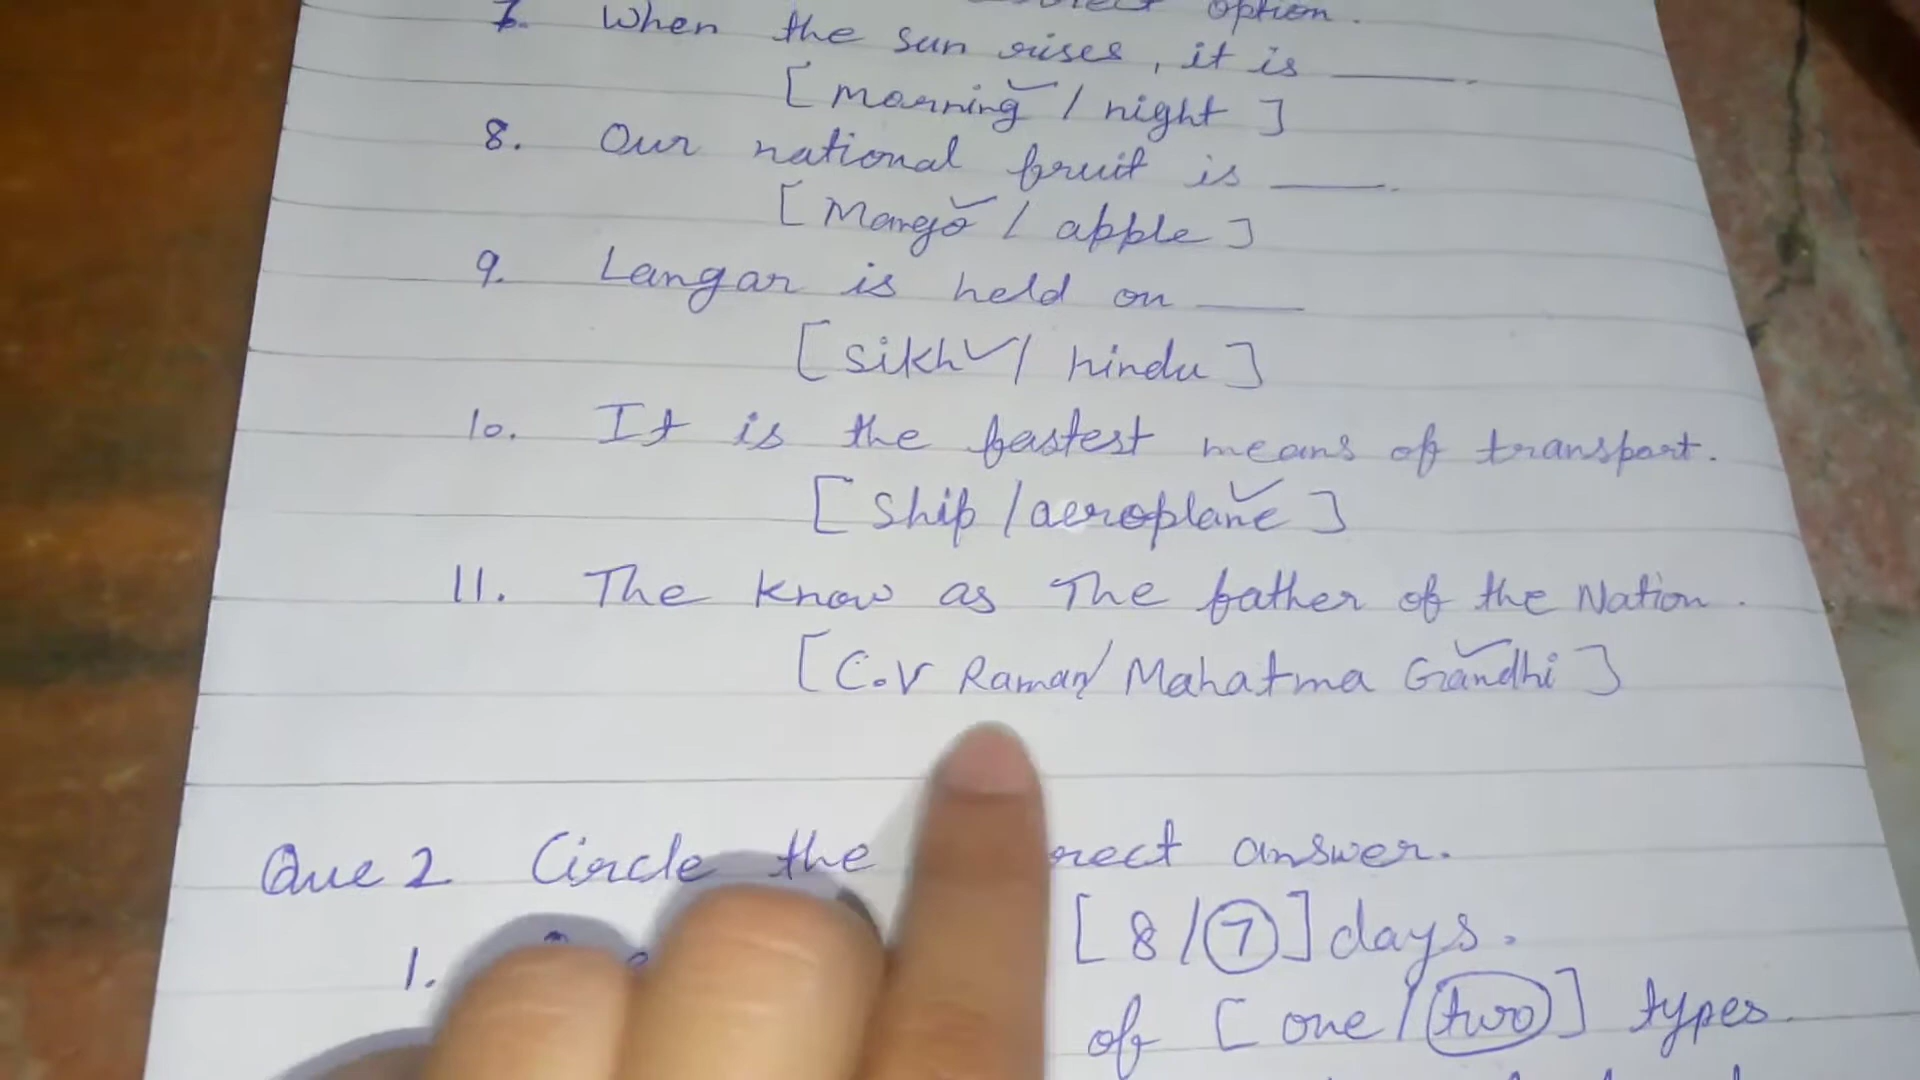 option.
7. When the sun rises, it is ____.
[Morning / night]
8. Our national fruit is ____.
[Mango / apple]
9. Langar is held on ____
[Sikh / hindu]
10. It is the fastest means of transport.
[Ship / aeroplane]
11. The know as The father of the Nation.
[C.V Raman / Mahatma Gandhi]
Que 2 Circle the rect answer.
1. [8/7] days.
of [one / two] types.